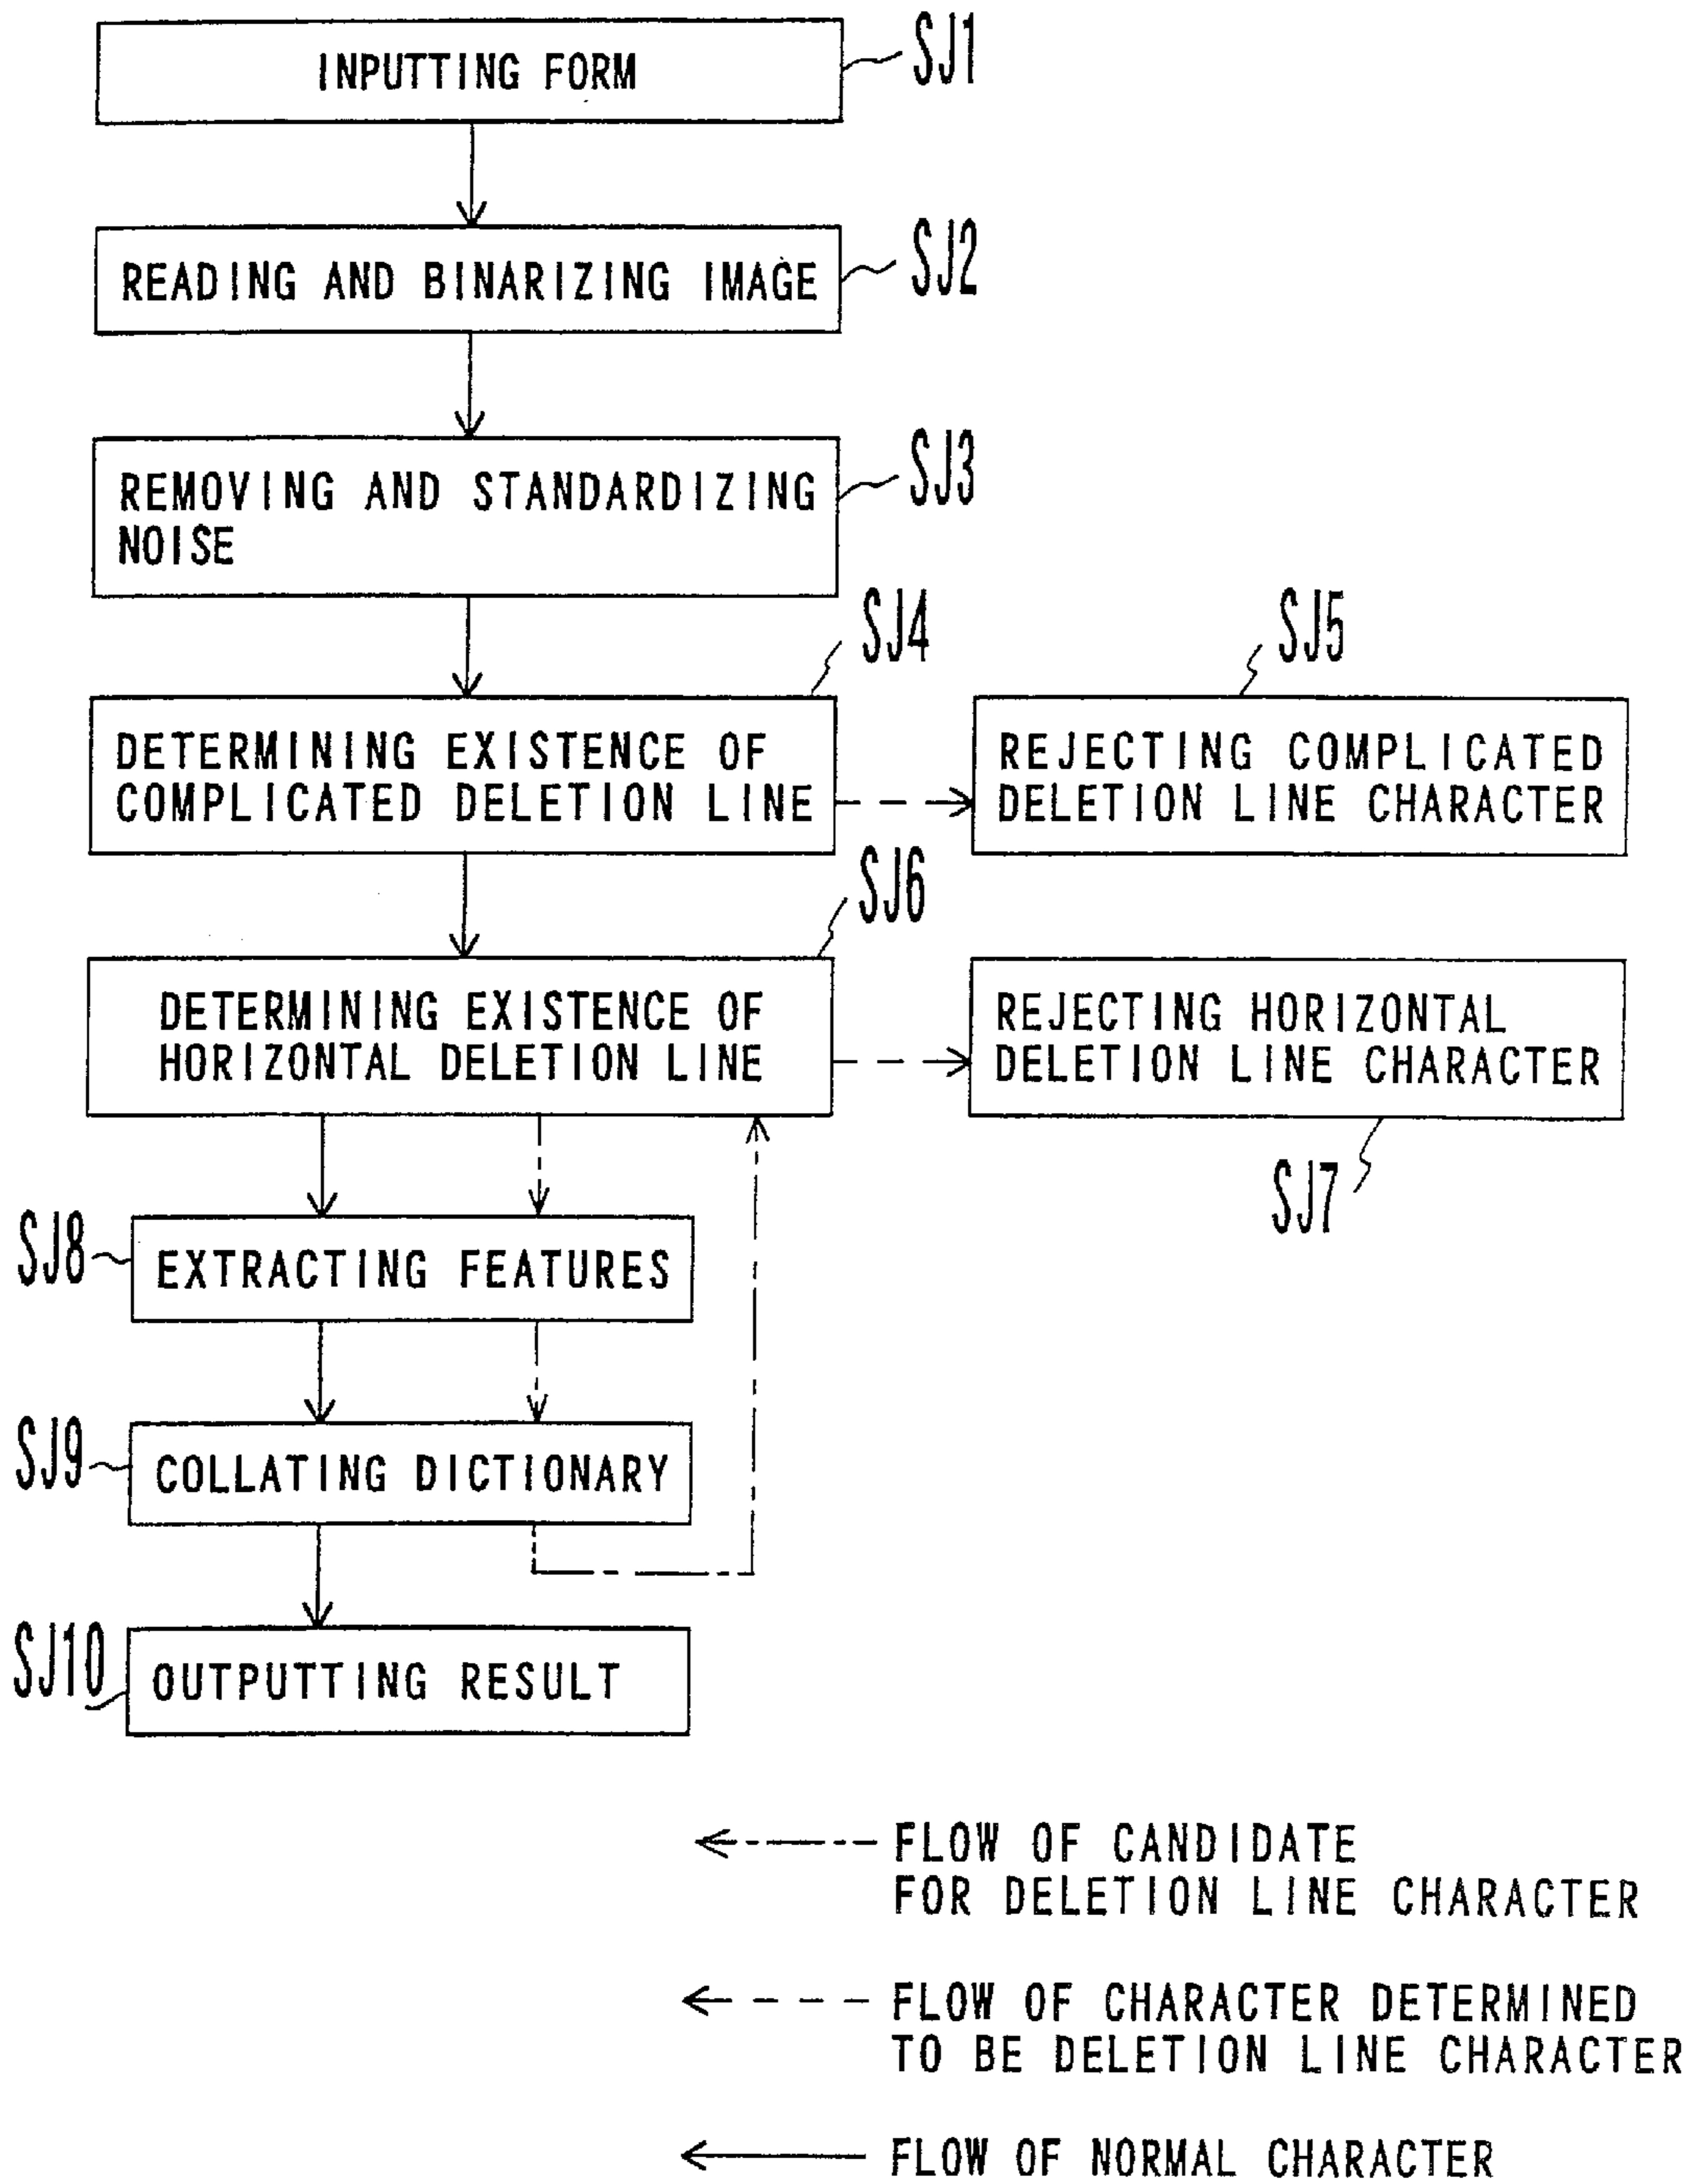 INPUTTING FORM
SJ1
READING AND BINARIZING IMAGE
SJ2
REMOVING AND STANDARDIZING
NOISE
SJ3
SJ4
DETERMINING EXISTENCE OF
COMPLICATED DELETION LINE
SJ5
REJECTING COMPLICATED
DELETION LINE CHARACTER
SJ6
DETERMINING EXISTENCE OF
HORIZONTAL DELETION LINE
REJECTING HORIZONTAL
DELETION LINE CHARACTER
SJ7
SJ8
EXTRACTING FEATURES
SJ9
COLLATING DICTIONARY
SJ10
OUTPUTTING RESULT
FLOW OF CANDIDATE
FOR DELETION LINE CHARACTER
FLOW OF CHARACTER DETERMINED
TO BE DELETION LINE CHARACTER
FLOW OF NORMAL CHARACTER